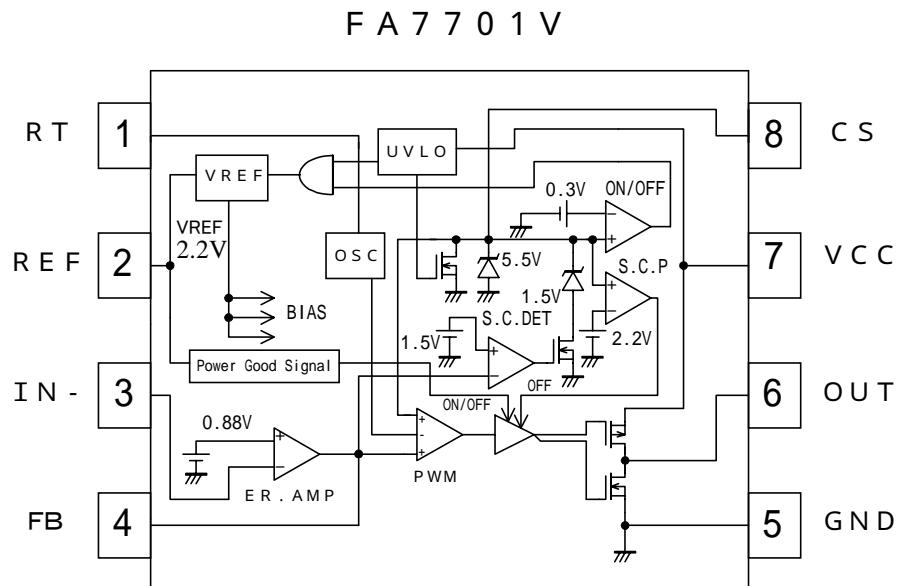 FA7701V
RT
1
8
CS
UVLO
VREF
0.3V
ON/OFF
VREF
2.2V
REF
2
OSC
5.5V
S.C.P
7
VCC
BIAS
1.5V
S.C.DET
1.5V
2.2V
Power Good Signal
IN-
3
OFF
6
OUT
ON/OFF
0.88V
PWM
ER.AMP
FB
4
5
GND
+
-
+
+
−
−
+
+
−
+
−